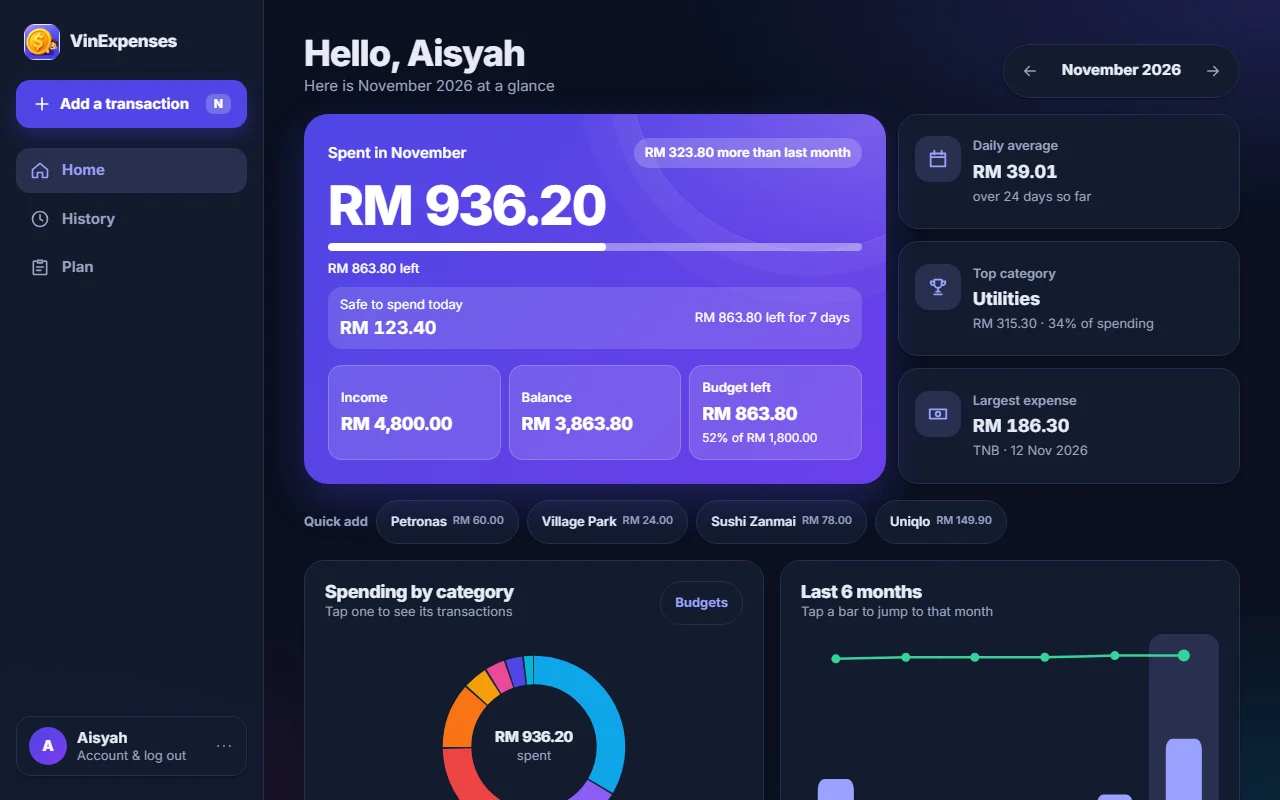 VinExpenses
Add a transaction N
Home
History
Plan
A
Aisyah
Account & log out
Hello, Aisyah
Here is November 2026 at a glance
November 2026
Spent in November
RM 323.80 more than last month
RM 936.20
RM 863.80 left
Safe to spend today
RM 123.40
RM 863.80 left for 7 days
Income
RM 4,800.00
Balance
RM 3,863.80
Budget left
RM 863.80
52% of RM 1,800.00
Daily average
RM 39.01
over 24 days so far
Top category
Utilities
RM 315.30 · 34% of spending
Largest expense
RM 186.30
TNB · 12 Nov 2026
Quick add
Petronas RM 60.00
Village Park RM 24.00
Sushi Zanmai RM 78.00
Uniqlo RM 149.90
Spending by category
Tap one to see its transactions
Budgets
RM 936.20
spent
Last 6 months
Tap a bar to jump to that month